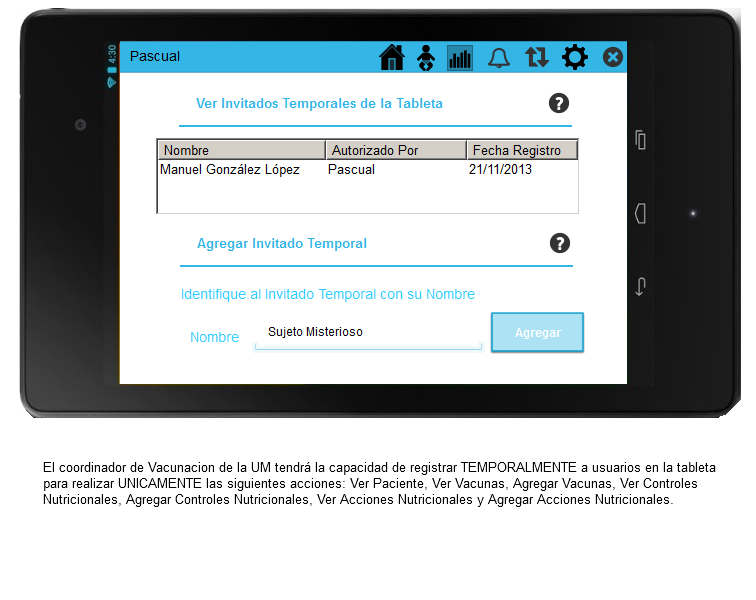 4:30
Pascual
Ver Invitados Temporales de la Tableta ?
Nombre Autorizado Por Fecha Registro
Manuel González López Pascual 21/11/2013
Agregar Invitado Temporal ?
Identifique al Invitado Temporal con su Nombre
Nombre Sujeto Misterioso Agregar
El coordinador de Vacunacion de la UM tendrá la capacidad de registrar TEMPORALMENTE a usuarios en la tableta
para realizar UNICAMENTE las siguientes acciones: Ver Paciente, Ver Vacunas, Agregar Vacunas, Ver Controles
Nutricionales, Agregar Controles Nutricionales, Ver Acciones Nutricionales y Agregar Acciones Nutricionales.